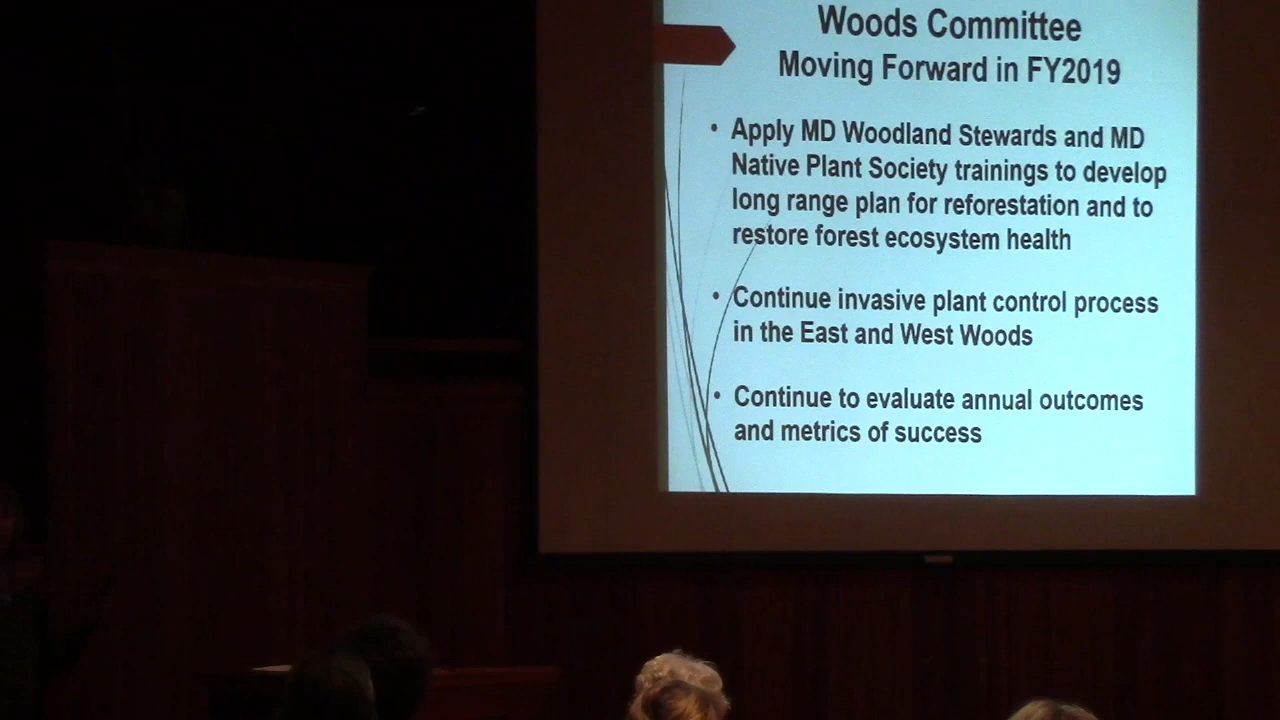 Woods Committee
Moving Forward in FY2019
• Apply MD Woodland Stewards and MD
Native Plant Society trainings to develop
long range plan for reforestation and to
restore forest ecosystem health
• Continue invasive plant control process
in the East and West Woods
• Continue to evaluate annual outcomes
and metrics of success